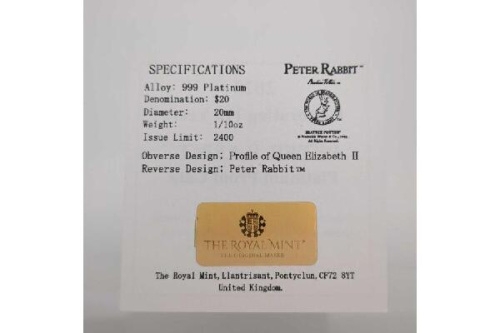 SPECIFICATIONS
Alloy: 999 Platinum
Denomination: $20
Diameter: 20mm
Weight: 1/10oz
Issue Limit: 2400
PETER RABBIT™
BEATRIX POTTER™
Obverse Design: Profile of Queen Elizabeth II
Reverse Design: Peter Rabbit™
THE ROYAL MINT®
The Royal Mint, Llantrisant, Pontyclun, CF72 8YT
United Kingdom.